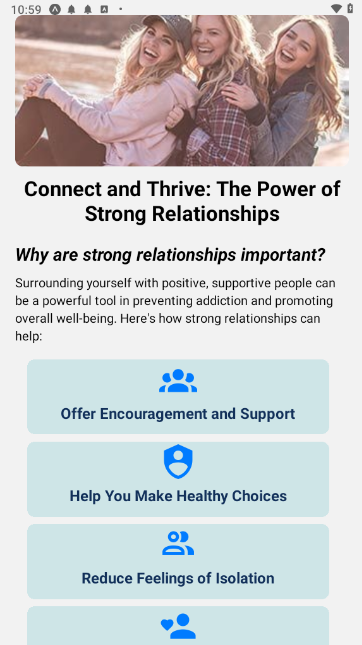 10:59
Connect and Thrive: The Power of
Strong Relationships
Why are strong relationships important?
Surrounding yourself with positive, supportive people can
be a powerful tool in preventing addiction and promoting
overall well-being. Here's how strong relationships can
help:
Offer Encouragement and Support
Help You Make Healthy Choices
Reduce Feelings of Isolation